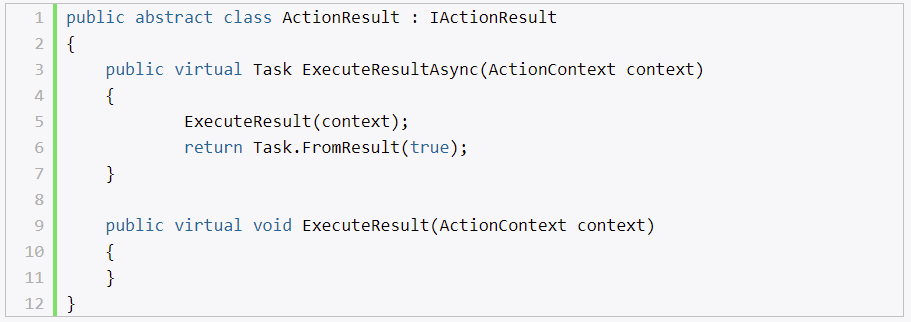 1 public abstract class ActionResult : IActionResult
2 {
3     public virtual Task ExecuteResultAsync(ActionContext context)
4     {
5             ExecuteResult(context);
6             return Task.FromResult(true);
7     }
8
9     public virtual void ExecuteResult(ActionContext context)
10     {
11     }
12 }